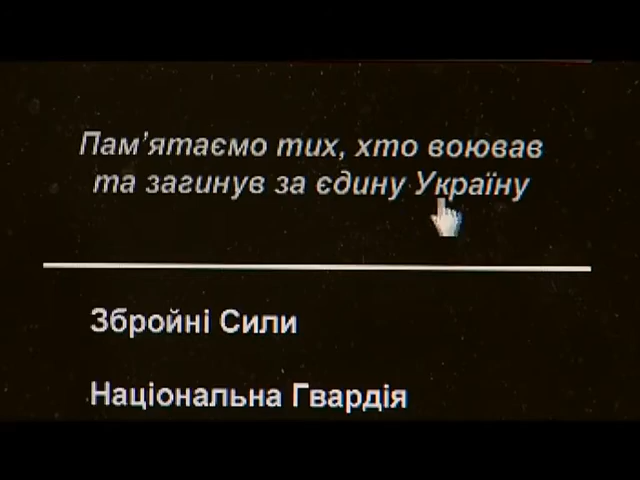 Пам’ятаємо тих, хто воював
та загинув за єдину Україну
Збройні Сили
Національна Гвардія